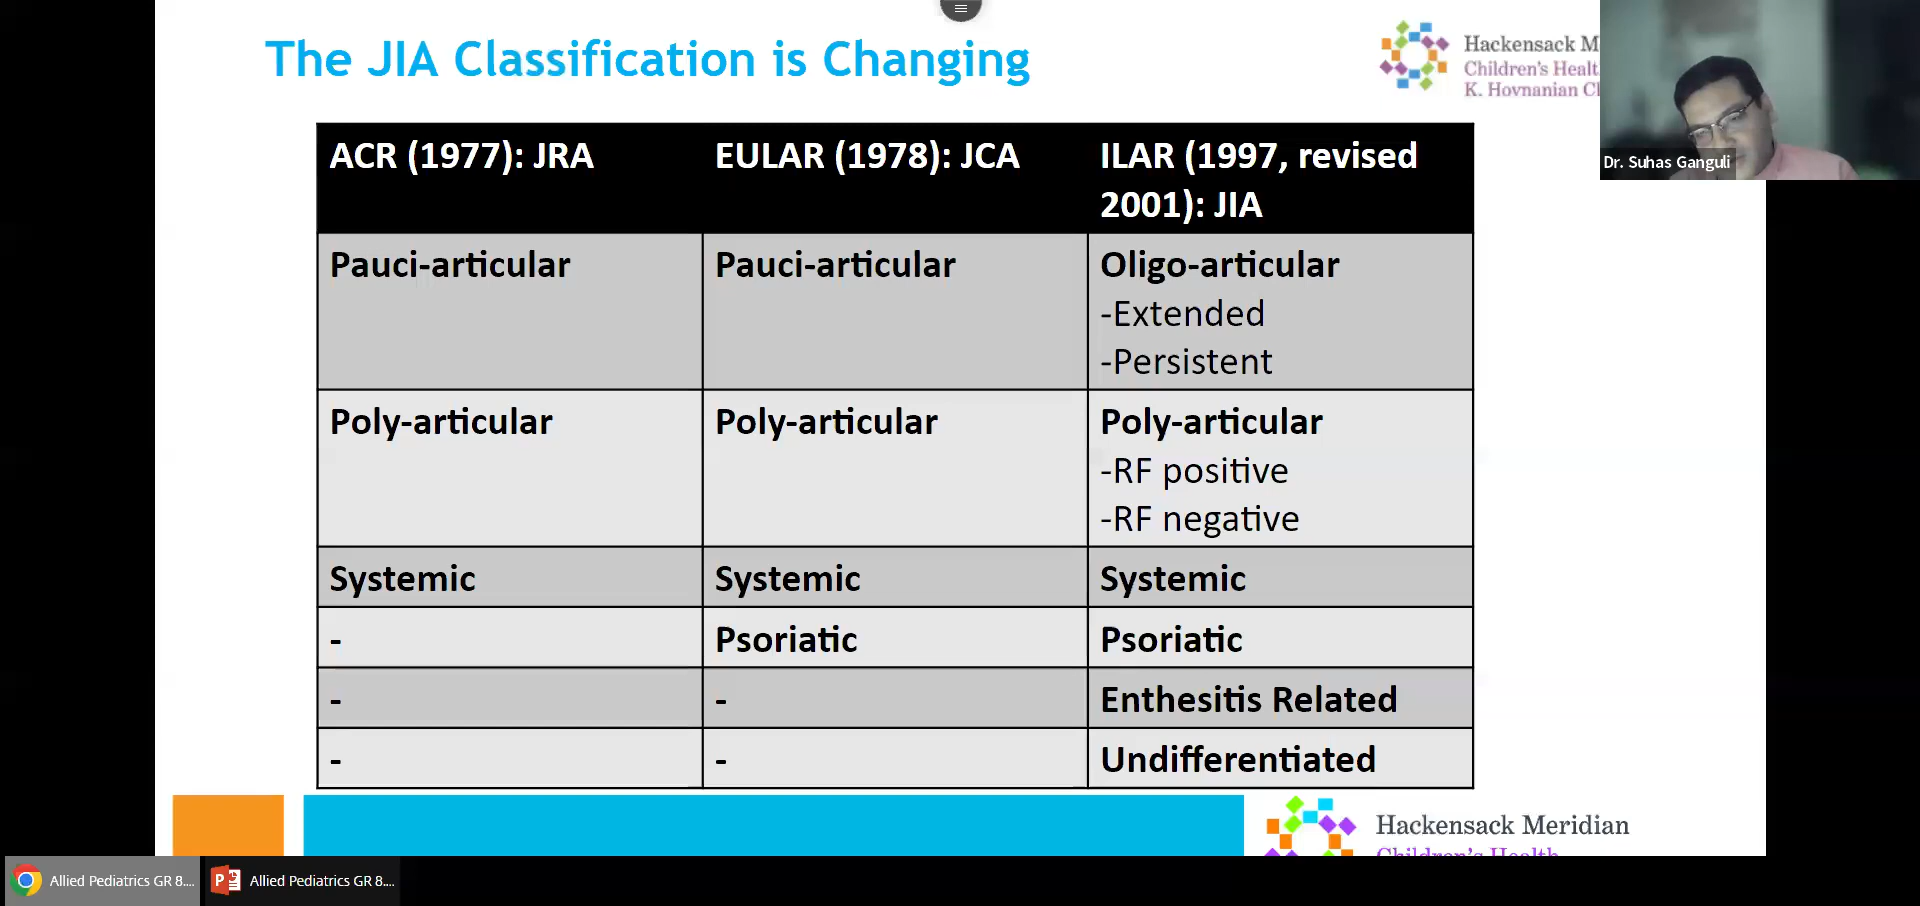 The JIA Classification is Changing
Hackensack M
Children's Healt
K. Hovnanian C
Dr. Suhas Ganguli
ACR (1977): JRA
EULAR (1978): JCA
ILAR (1997, revised
2001): JIA
Pauci-articular
Pauci-articular
Oligo-articular
-Extended
-Persistent
Poly-articular
Poly-articular
Poly-articular
-RF positive
-RF negative
Systemic
Systemic
Systemic
-
Psoriatic
Psoriatic
-
-
Enthesitis Related
-
-
Undifferentiated
Hackensack Meridian
Children's Health
Allied Pediatrics GR 8....
Allied Pediatrics GR 8....